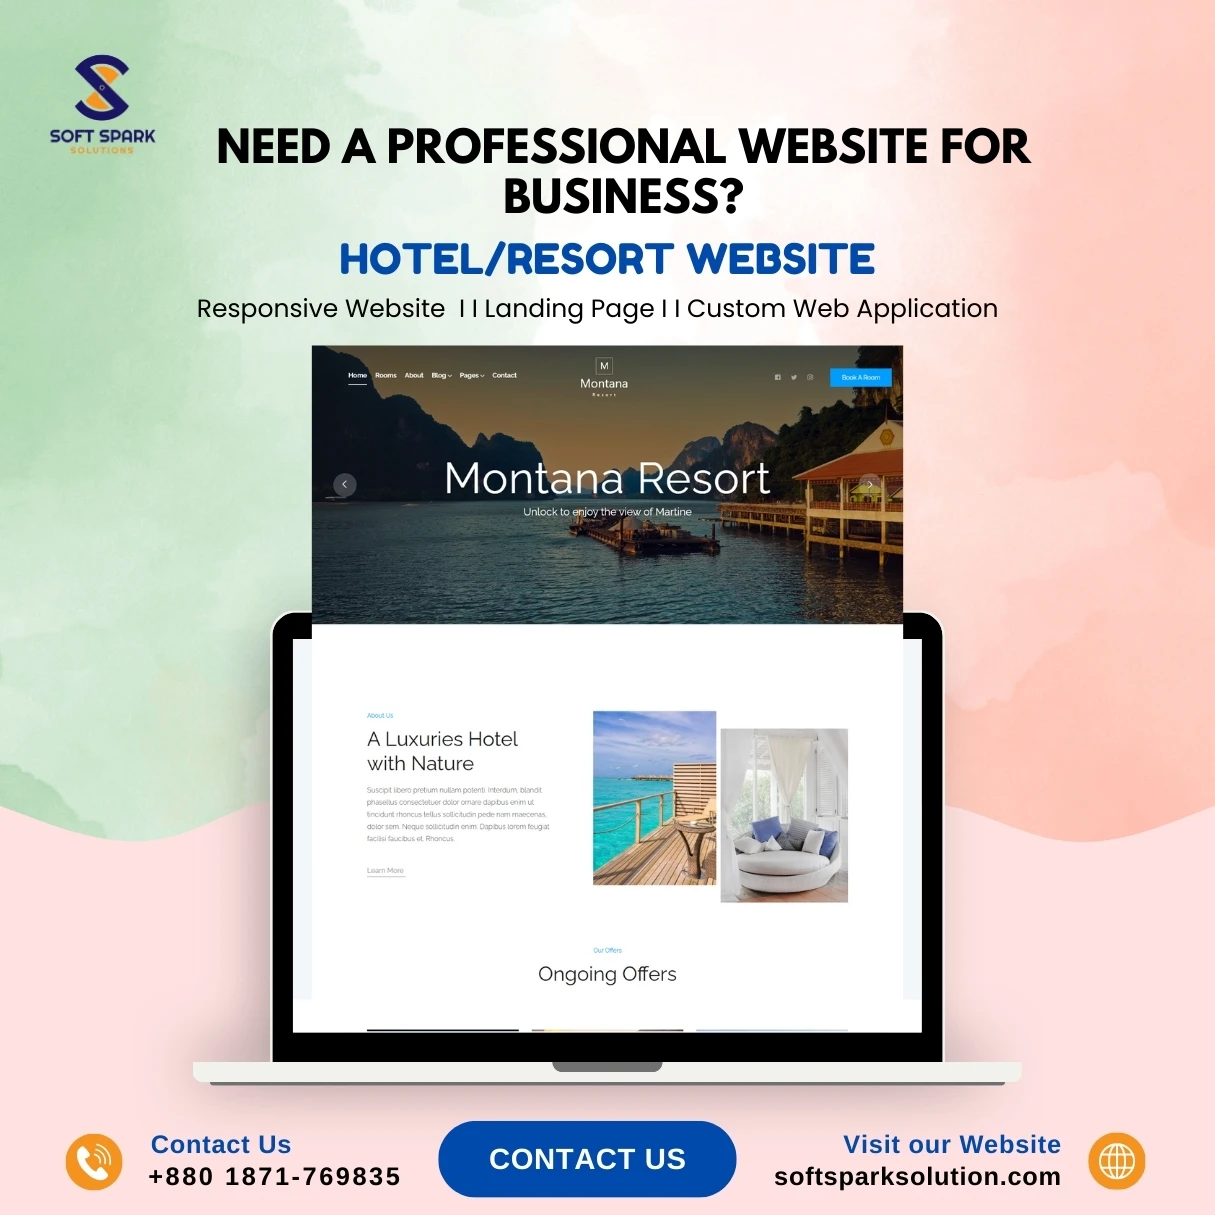 SOFT SPARK
SOLUTIONS
NEED A PROFESSIONAL WEBSITE FOR
BUSINESS?
HOTEL/RESORT WEBSITE
Responsive Website I I Landing Page I I Custom Web Application
Home Rooms About Blog Pages Contact
M
Montana
Resort
Book A Room
Montana Resort
Unlock to enjoy the view of Martine
About Us
A Luxuries Hotel
with Nature
Suscipit libero pretium nullam potenti. Interdum, blandit
phasellus consectetuer dolor ornare dapibus enim ut
tincidunt rhoncus tellus sollicitudin pede nam maecenas,
dolor sem. Neque sollicitudin enim. Dapibus lorem feugiat
facilisi faucibus et. Rhoncus.
Learn More
Our Offers
Ongoing Offers
Contact Us
+880 1871-769835
CONTACT US
Visit our Website
softsparksolution.com